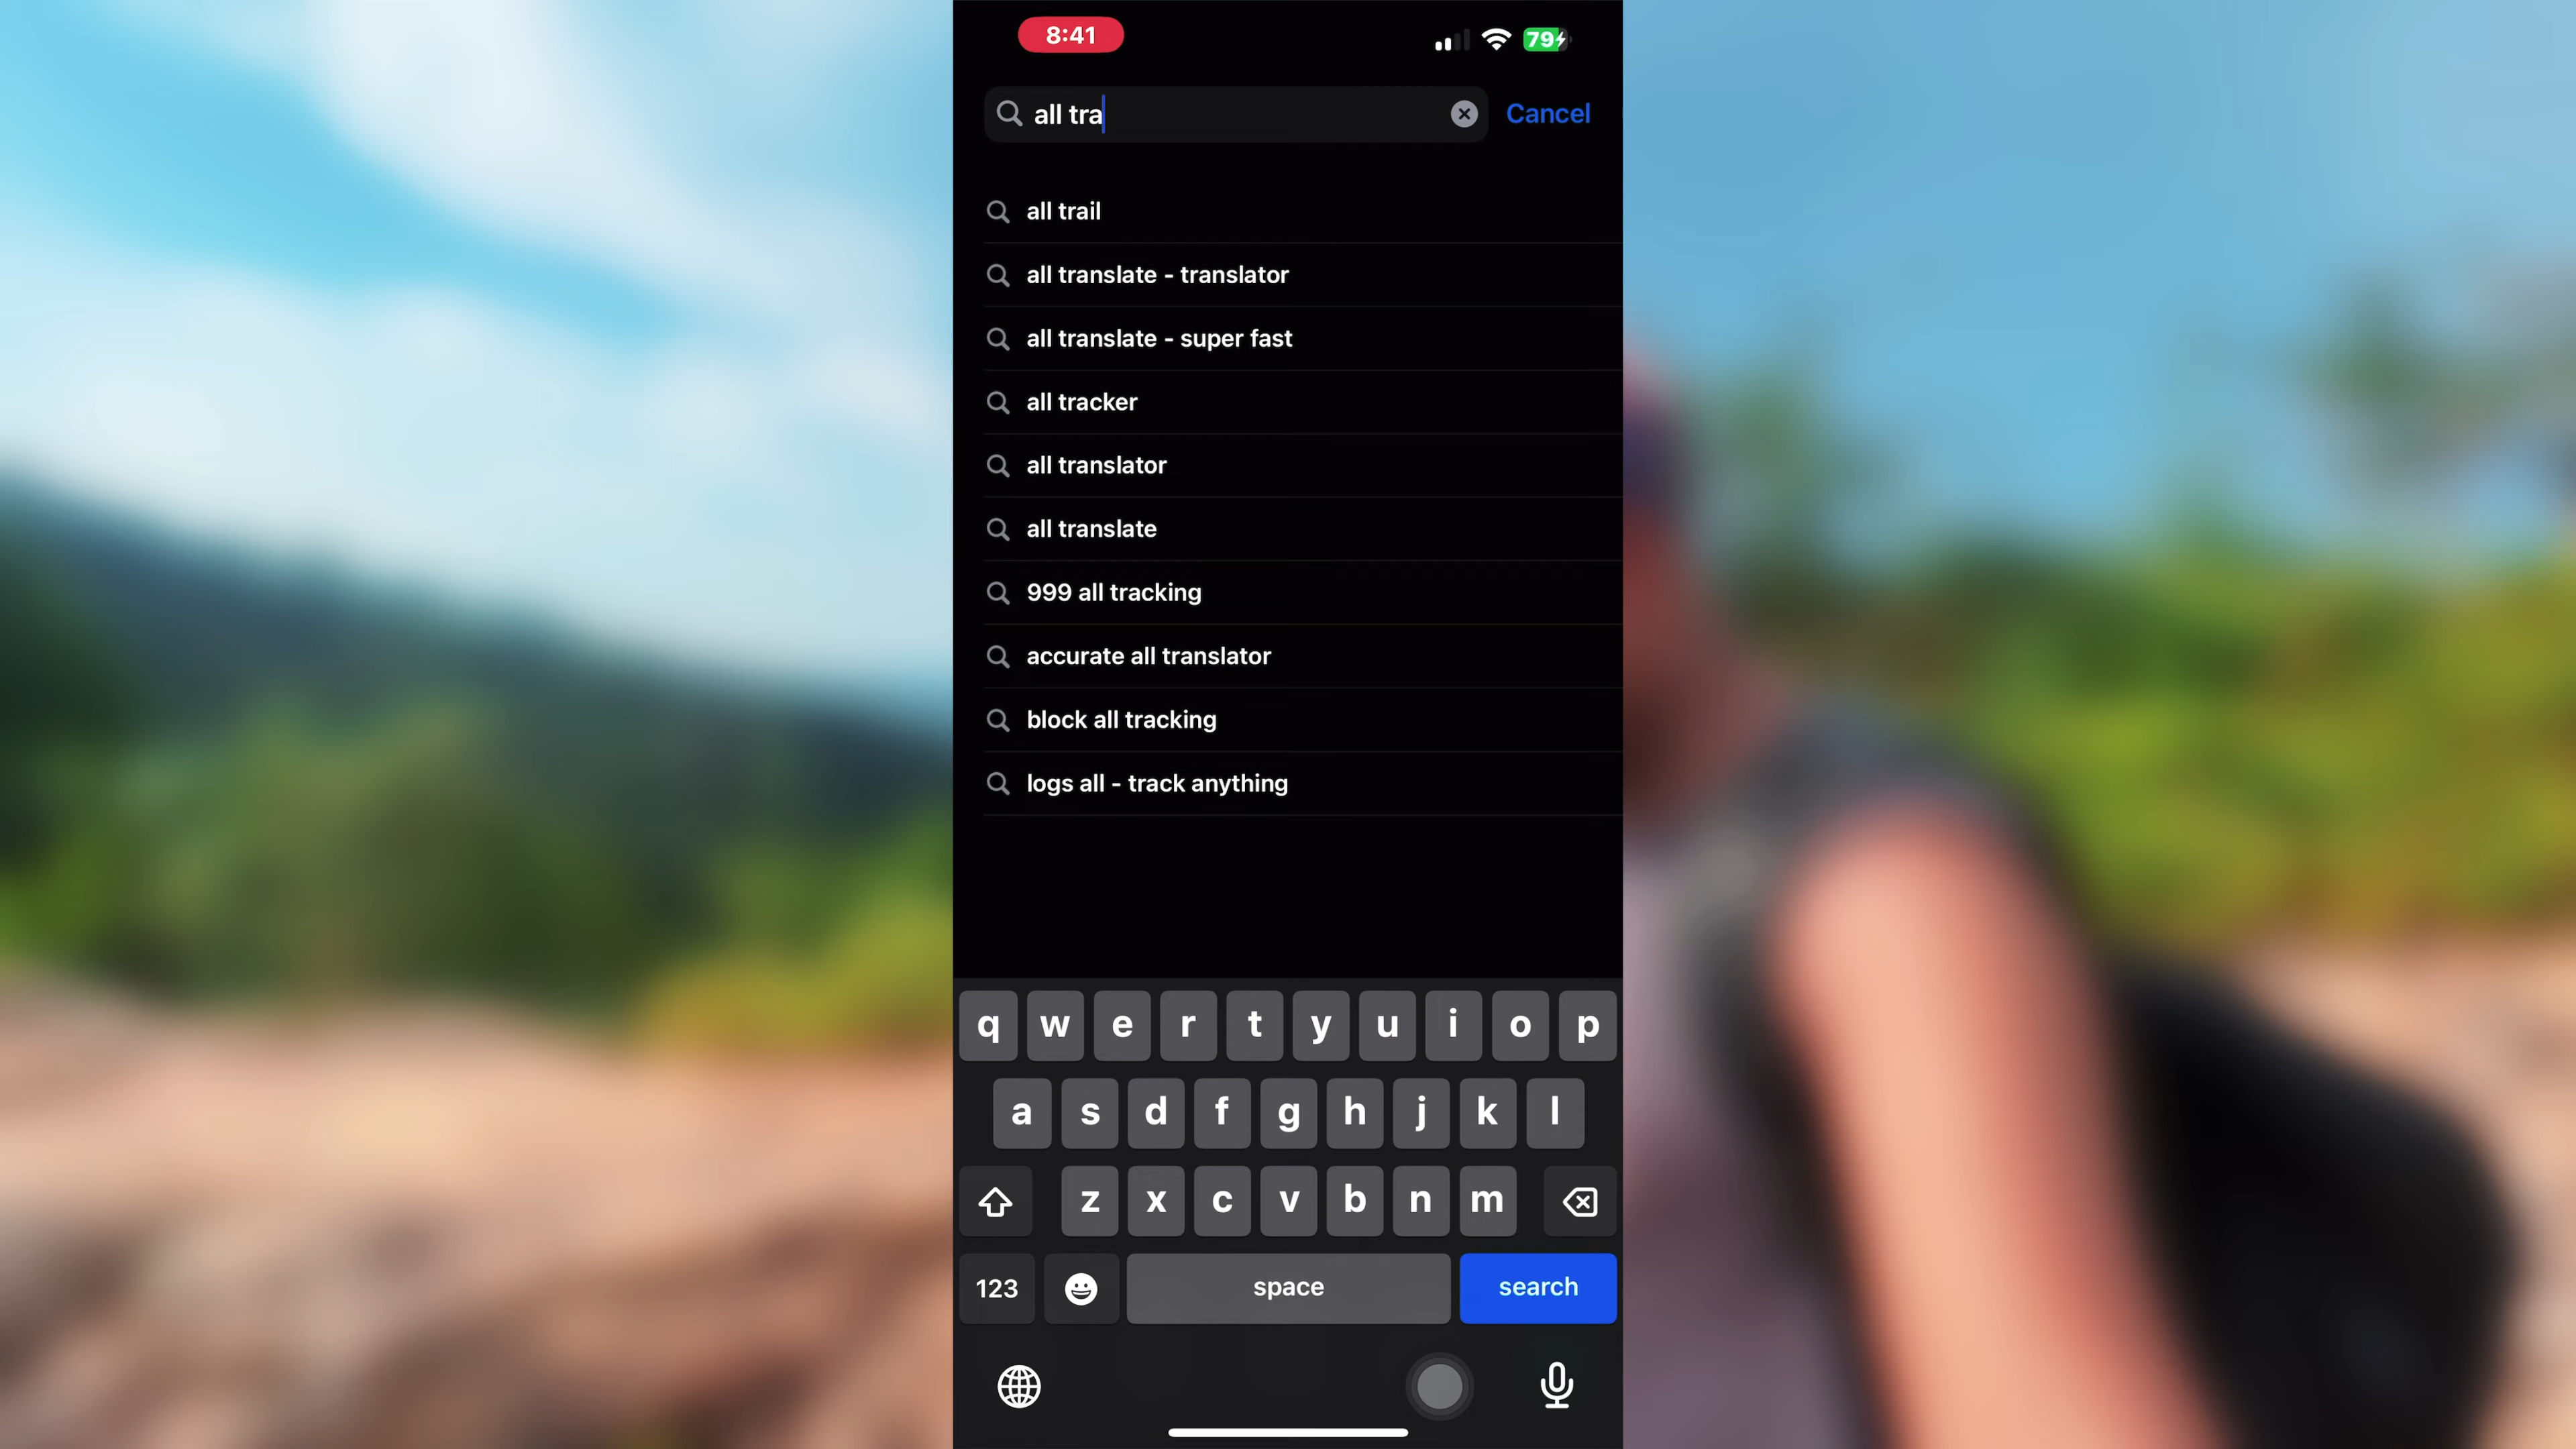 8:41
79
all tra
Cancel
all trail
all translate - translator
all translate - super fast
all tracker
all translator
all translate
999 all tracking
accurate all translator
block all tracking
logs all - track anything
q w e r t y u i o p
a s d f g h j k l
z x c v b n m
123 space search